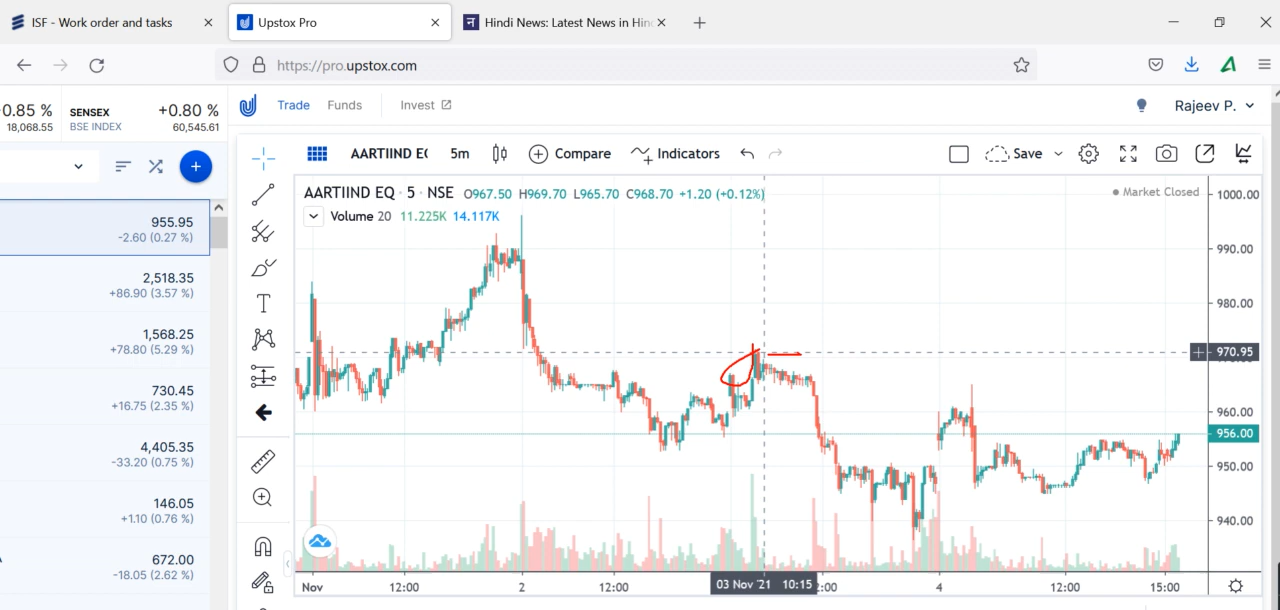 ISF - Work order and tasks
Upstox Pro
Hindi News: Latest News in Hin
https://pro.upstox.com
0.85 % SENSEX +0.80 %
18,068.55 BSE INDEX 60,545.61
Trade Funds Invest Rajeev P.
AARTIIND E 5m Compare Indicators Save
AARTIIND EQ · 5 · NSE O967.50 H969.70 L965.70 C968.70 +1.20 (+0.12%)
Market Closed
Volume 20 11.225K 14.117K
955.95
-2.60 (0.27 %)
2,518.35
+86.90 (3.57 %)
1,568.25
+78.80 (5.29 %)
730.45
+16.75 (2.35 %)
4,405.35
-33.20 (0.75 %)
146.05
+1.10 (0.76 %)
672.00
-18.05 (2.62 %)
1000.00
990.00
980.00
970.95
960.00
956.00
950.00
940.00
Nov 12:00 2 12:00 03 Nov '21 10:15 2:00 4 12:00 15:00